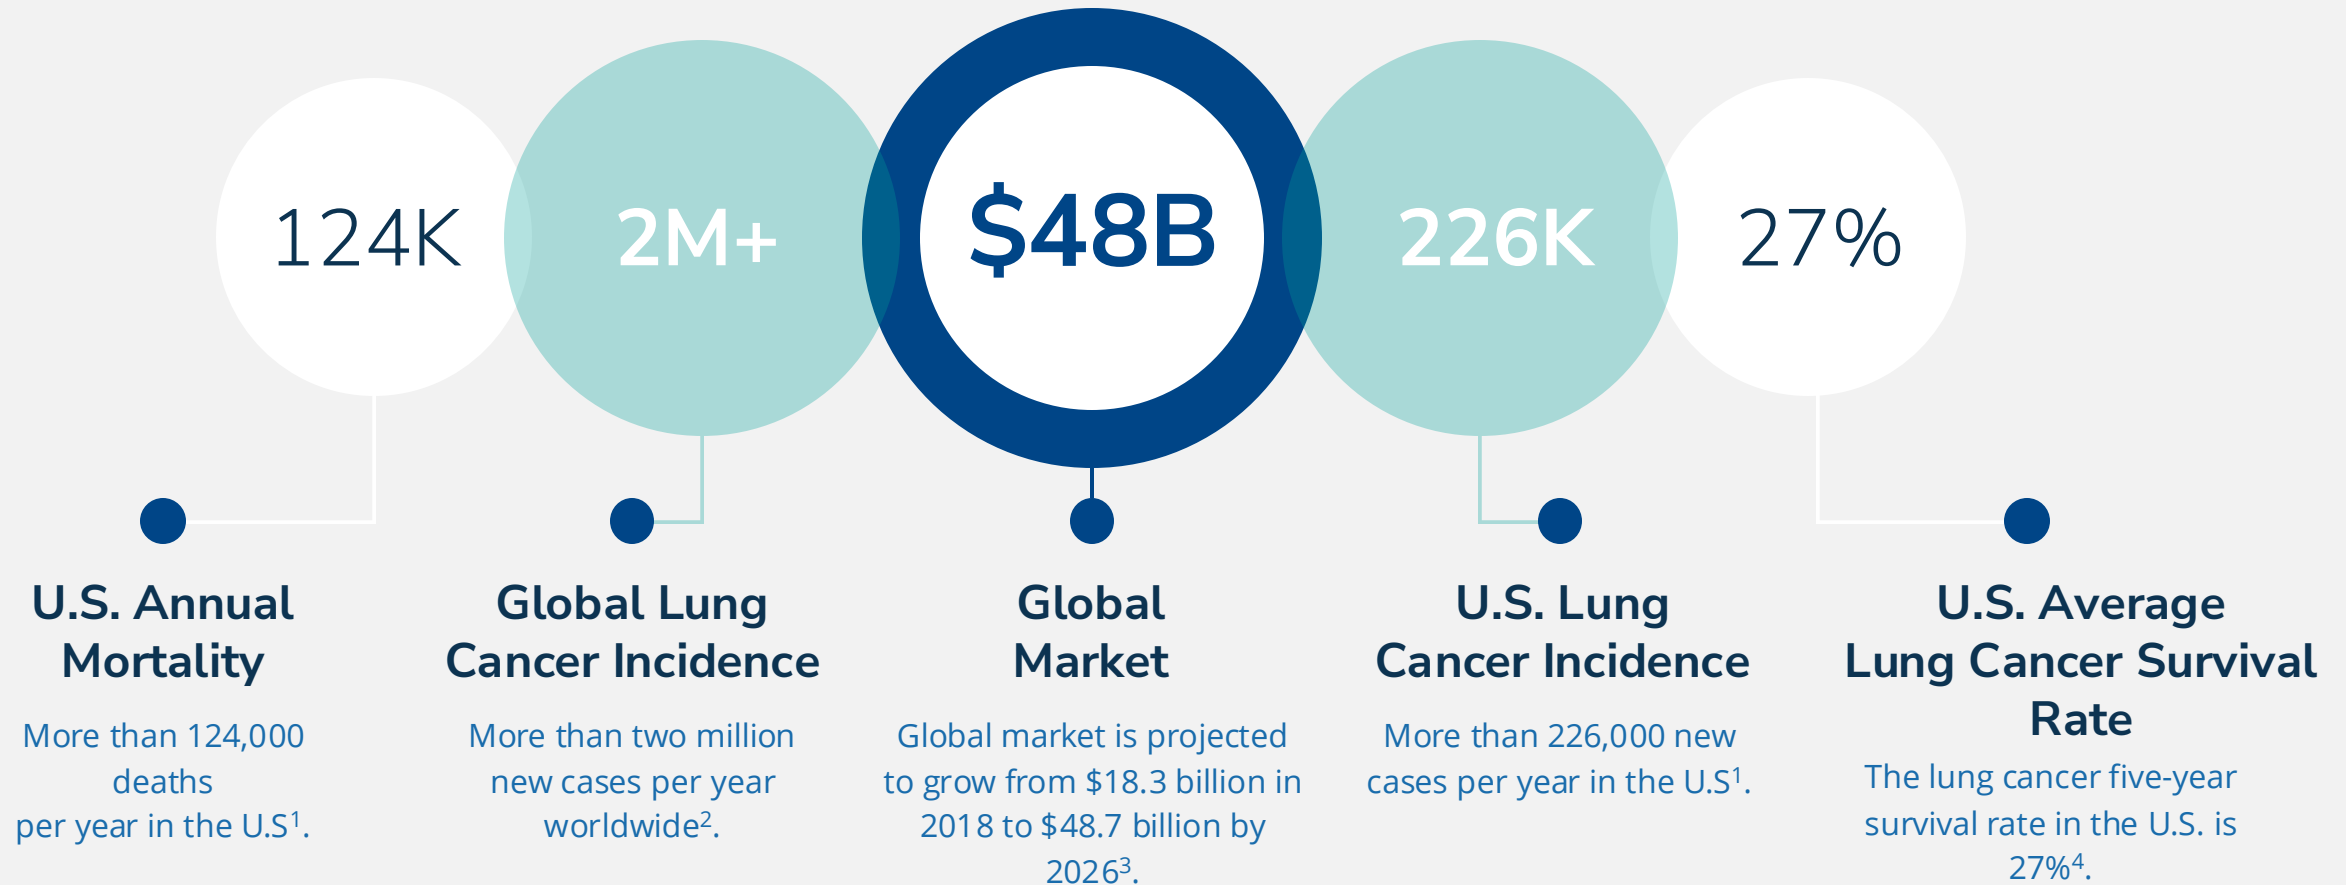 124K
2M+
$48B
226K
27%
U.S. Annual
Mortality
More than 124,000
deaths
per year in the U.S¹.
Global Lung
Cancer Incidence
More than two million
new cases per year
worldwide².
Global
Market
Global market is projected
to grow from $18.3 billion in
2018 to $48.7 billion by
2026³.
U.S. Lung
Cancer Incidence
More than 226,000 new
cases per year in the U.S¹.
U.S. Average
Lung Cancer Survival
Rate
The lung cancer five-year
survival rate in the U.S. is
27%⁴.